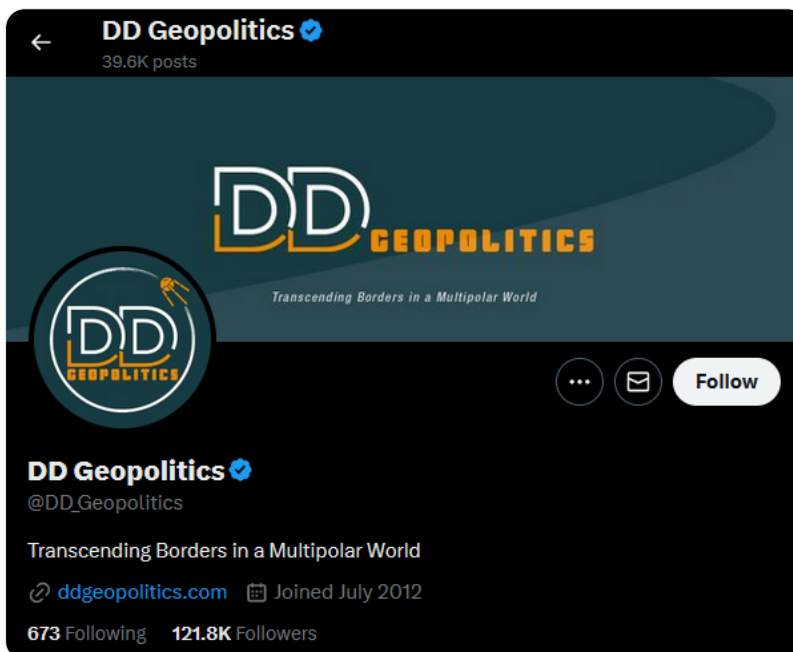 DD Geopolitics
39.6K posts
DD GEOPOLITICS
Transcending Borders in a Multipolar World
DD
GEOPOLITICS
Follow
DD Geopolitics
@DD_Geopolitics
Transcending Borders in a Multipolar World
ddgeopolitics.com Joined July 2012
673 Following 121.8K Followers